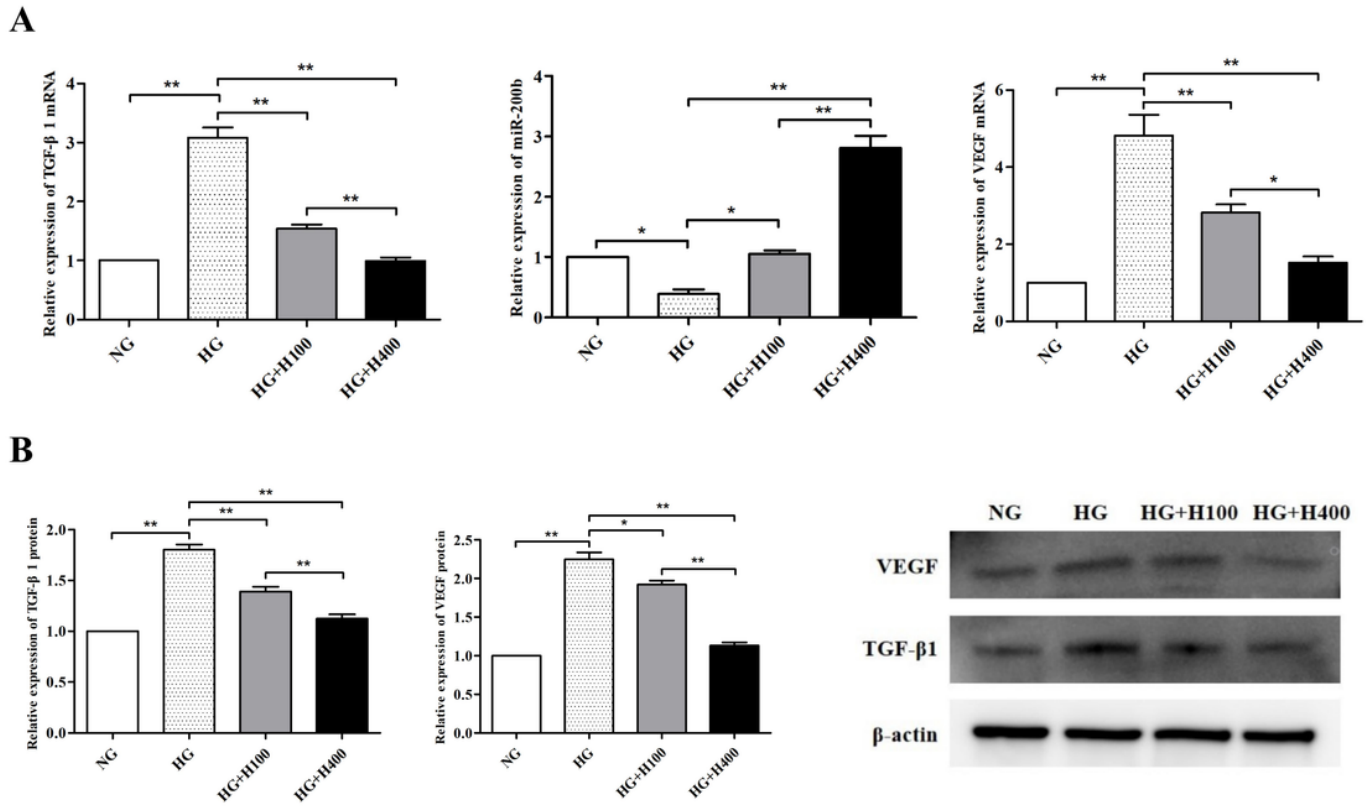 A
Relative expression of TGF-β 1 mRNA
4
3
2
1
0
**
**
**
**
NG
HG
HG+H100
HG+H400
Relative expression of miR-200b
4
3
2
1
0
**
**
*
*
NG
HG
HG+H100
HG+H400
Relative expression of VEGF mRNA
6
4
2
0
**
**
**
*
NG
HG
HG+H100
HG+H400
B
Relative expression of TGF-β 1 protein
2.0
1.5
1.0
0.5
0.0
**
**
**
**
NG
HG
HG+H100
HG+H400
Relative expression of VEGF protein
2.5
2.0
1.5
1.0
0.5
0.0
**
*
**
**
NG
HG
HG+H100
HG+H400
NG HG HG+H100 HG+H400
VEGF
TGF-β1
β-actin